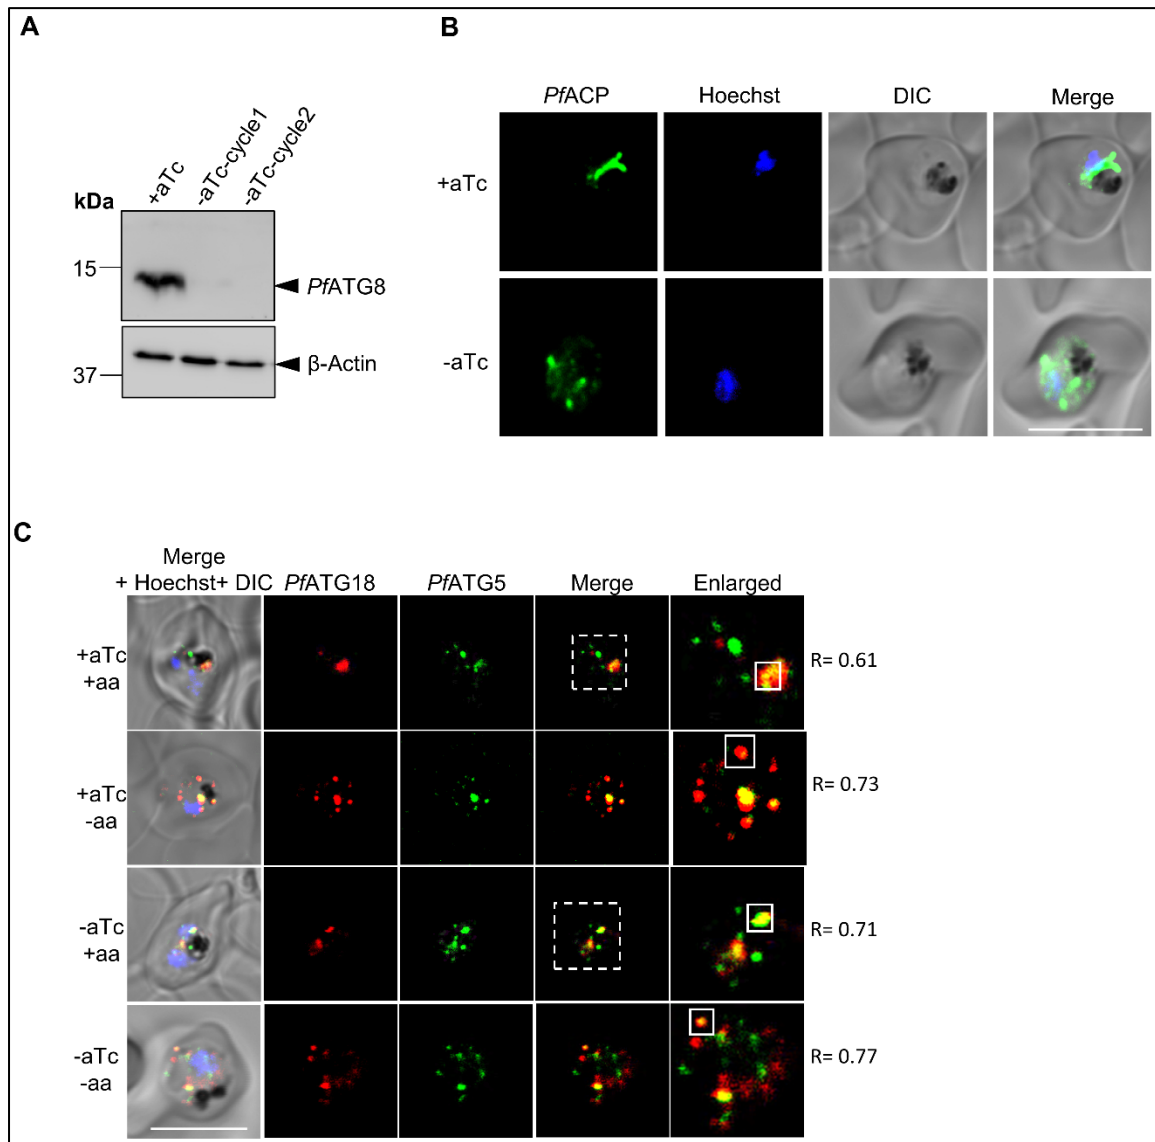 A
+aTc
-aTc-cycle1
-aTc-cycle2
kDa
15
PfATG8
β-Actin
37
B
PfACP Hoechst DIC Merge
+aTc
-aTc
C
Merge
+ Hoechst+ DIC PfATG18 PfATG5 Merge Enlarged
+aTc
+aa
R= 0.61
+aTc
-aa
R= 0.73
-aTc
+aa
R= 0.71
-aTc
-aa
R= 0.77